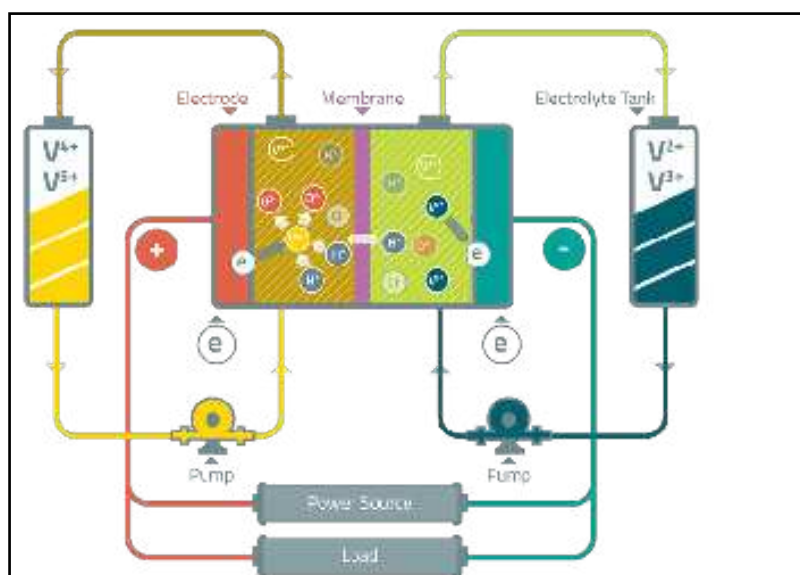 Electrode
Membrane
Electrolyte Tank
V4+
V5+
V2+
V3+
+
-
e
e
e
e
H+
H+
Pump
Pump
Power Source
Load